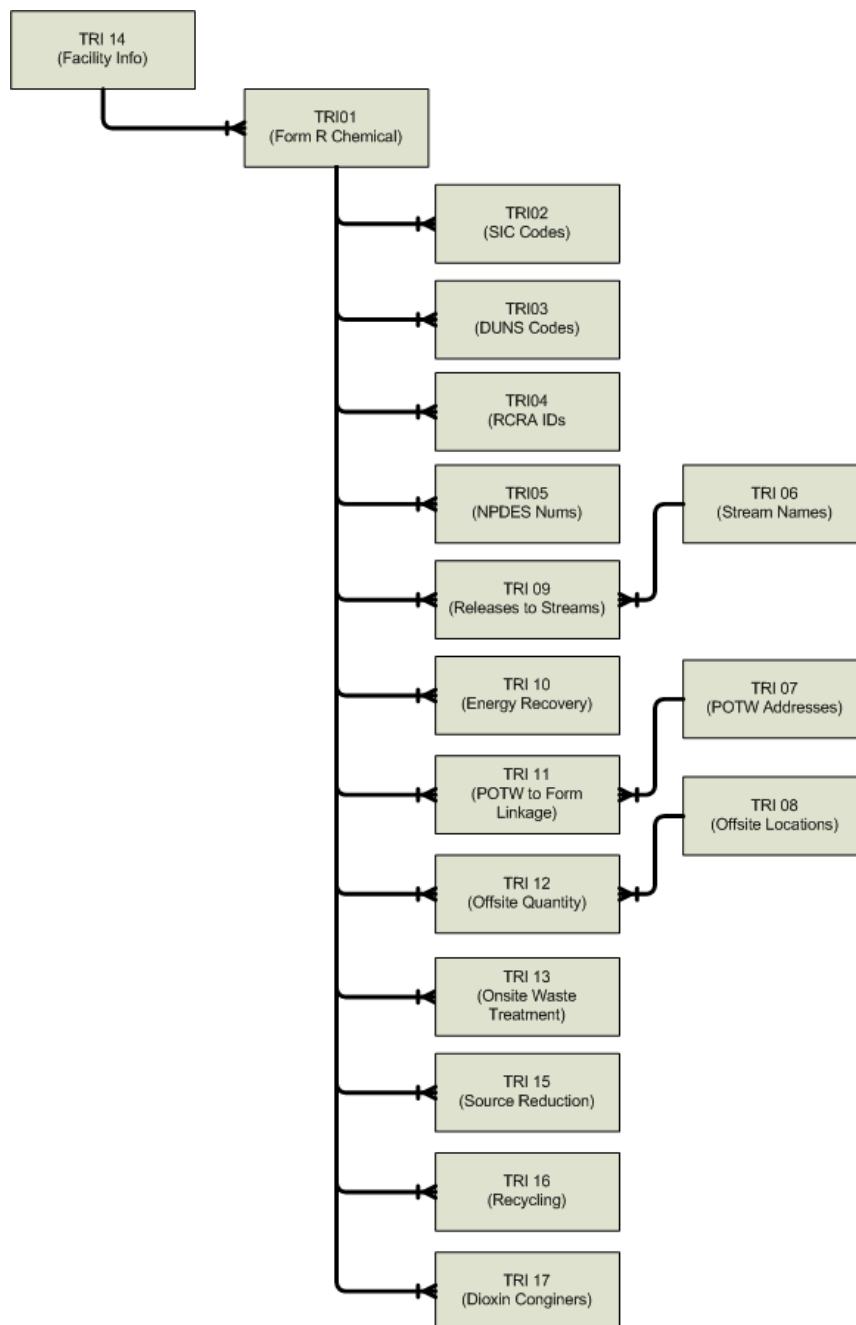 TRI 14
(Facility Info)
TRI01
(Form R Chemical)
TRI02
(SIC Codes)
TRI03
(DUNS Codes)
TRI04
(RCRA IDs
TRI05
(NPDES Nums)
TRI 06
(Stream Names)
TRI 09
(Releases to Streams)
TRI 10
(Energy Recovery)
TRI 07
(POTW Addresses)
TRI 11
(POTW to Form
Linkage)
TRI 08
(Offsite Locations)
TRI 12
(Offsite Quantity)
TRI 13
(Onsite Waste
Treatment)
TRI 15
(Source Reduction)
TRI 16
(Recycling)
TRI 17
(Dioxin Conginers)